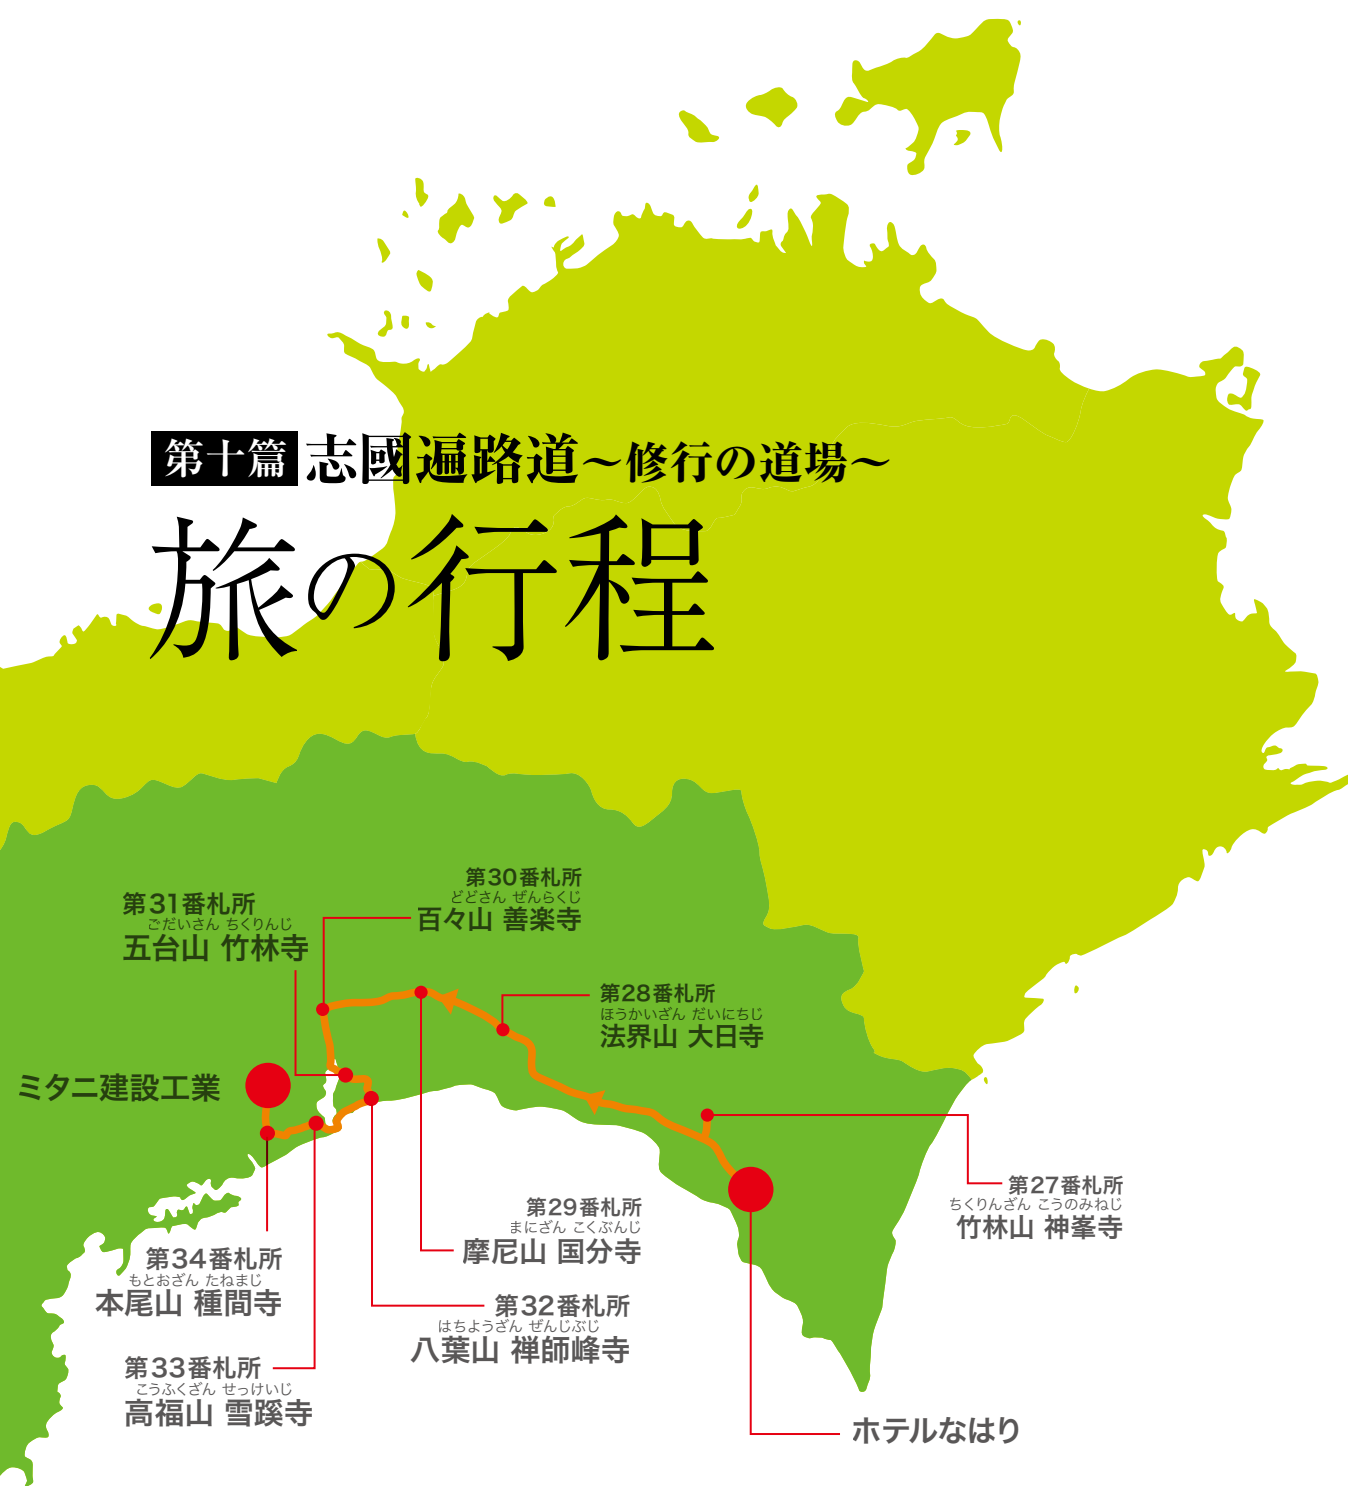 第十篇 志國遍路道～修行の道場～
旅の行程
第30番札所
どどさん ぜんらくじ
百々山 善楽寺
第31番札所
ごだいさん ちくりんじ
五台山 竹林寺
第28番札所
ほうかいざん だいにちじ
法界山 大日寺
ミタニ建設工業
第27番札所
ちくりんざん こうのみねじ
竹林山 神峯寺
第29番札所
まにざん こくぶんじ
摩尼山 国分寺
第34番札所
もとおざん たねまじ
本尾山 種間寺
第32番札所
はちようざん ぜんじぶじ
八葉山 禅師峰寺
第33番札所
こうふくざん せっけいじ
高福山 雪蹊寺
ホテルなはり